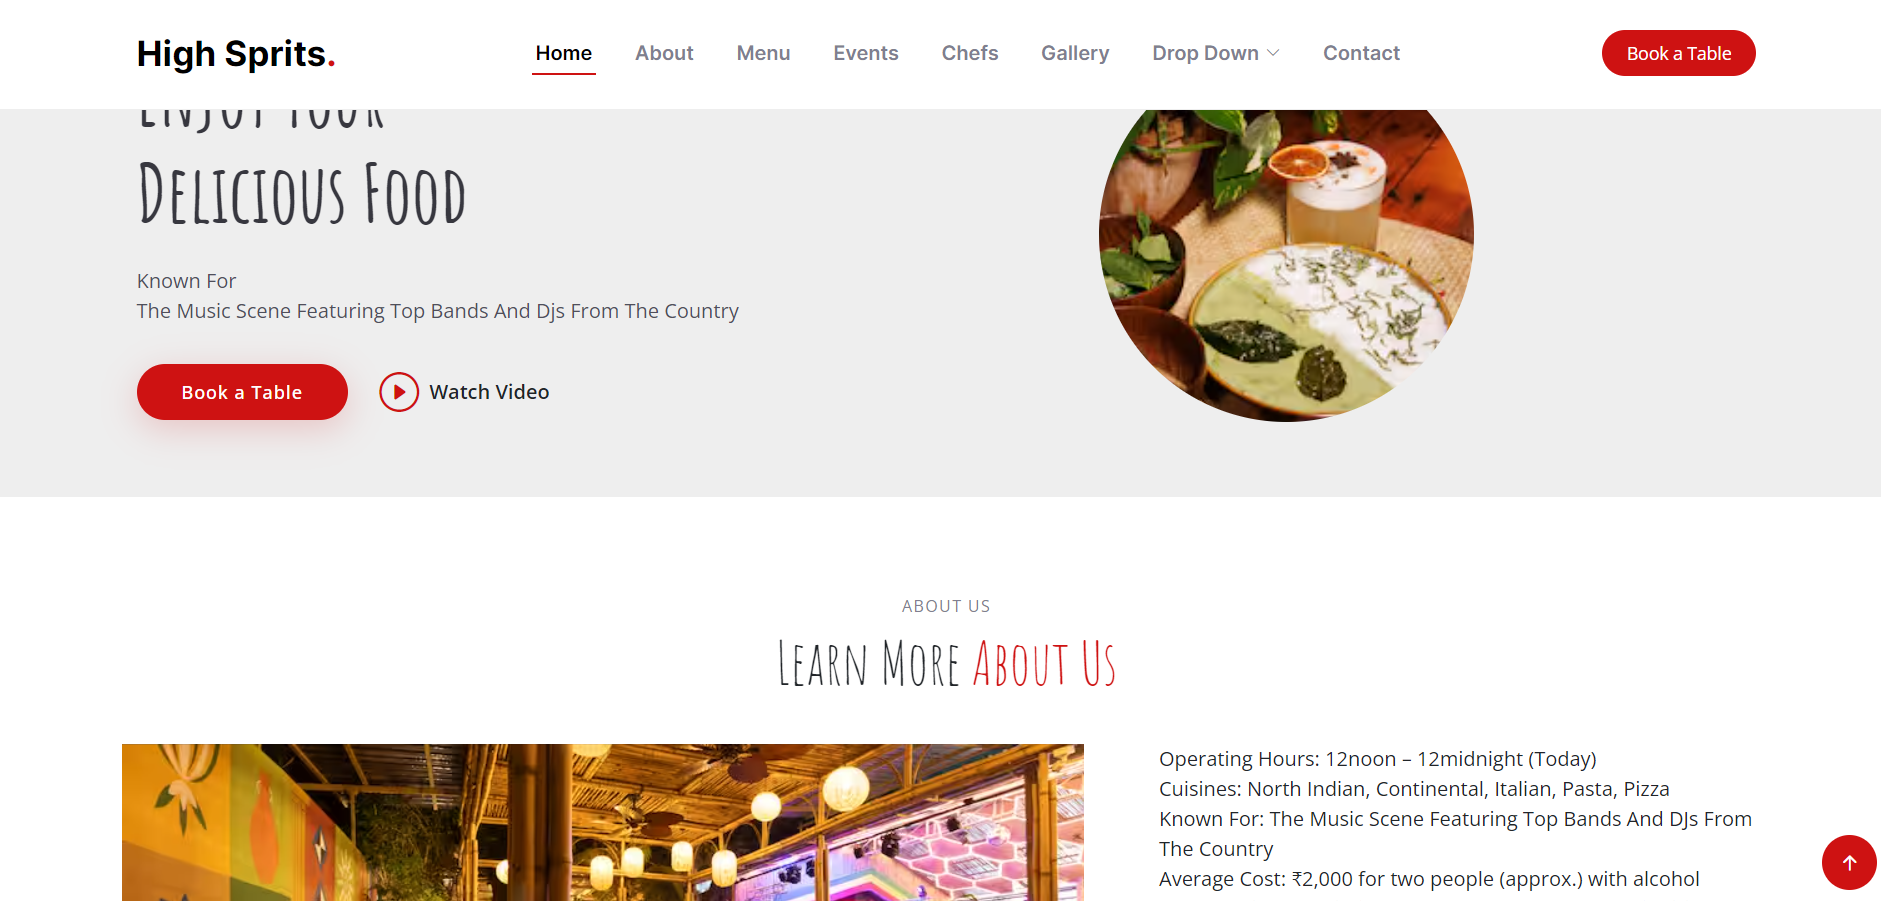 High Sprits.
Home
About
Menu
Events
Chefs
Gallery
Drop Down
Contact
Book a Table
Enjoy Your
Delicious Food
Known For
The Music Scene Featuring Top Bands And Djs From The Country
Book a Table
Watch Video
ABOUT US
Learn More About Us
Operating Hours: 12noon – 12midnight (Today)
Cuisines: North Indian, Continental, Italian, Pasta, Pizza
Known For: The Music Scene Featuring Top Bands And DJs From
The Country
Average Cost: ₹2,000 for two people (approx.) with alcohol